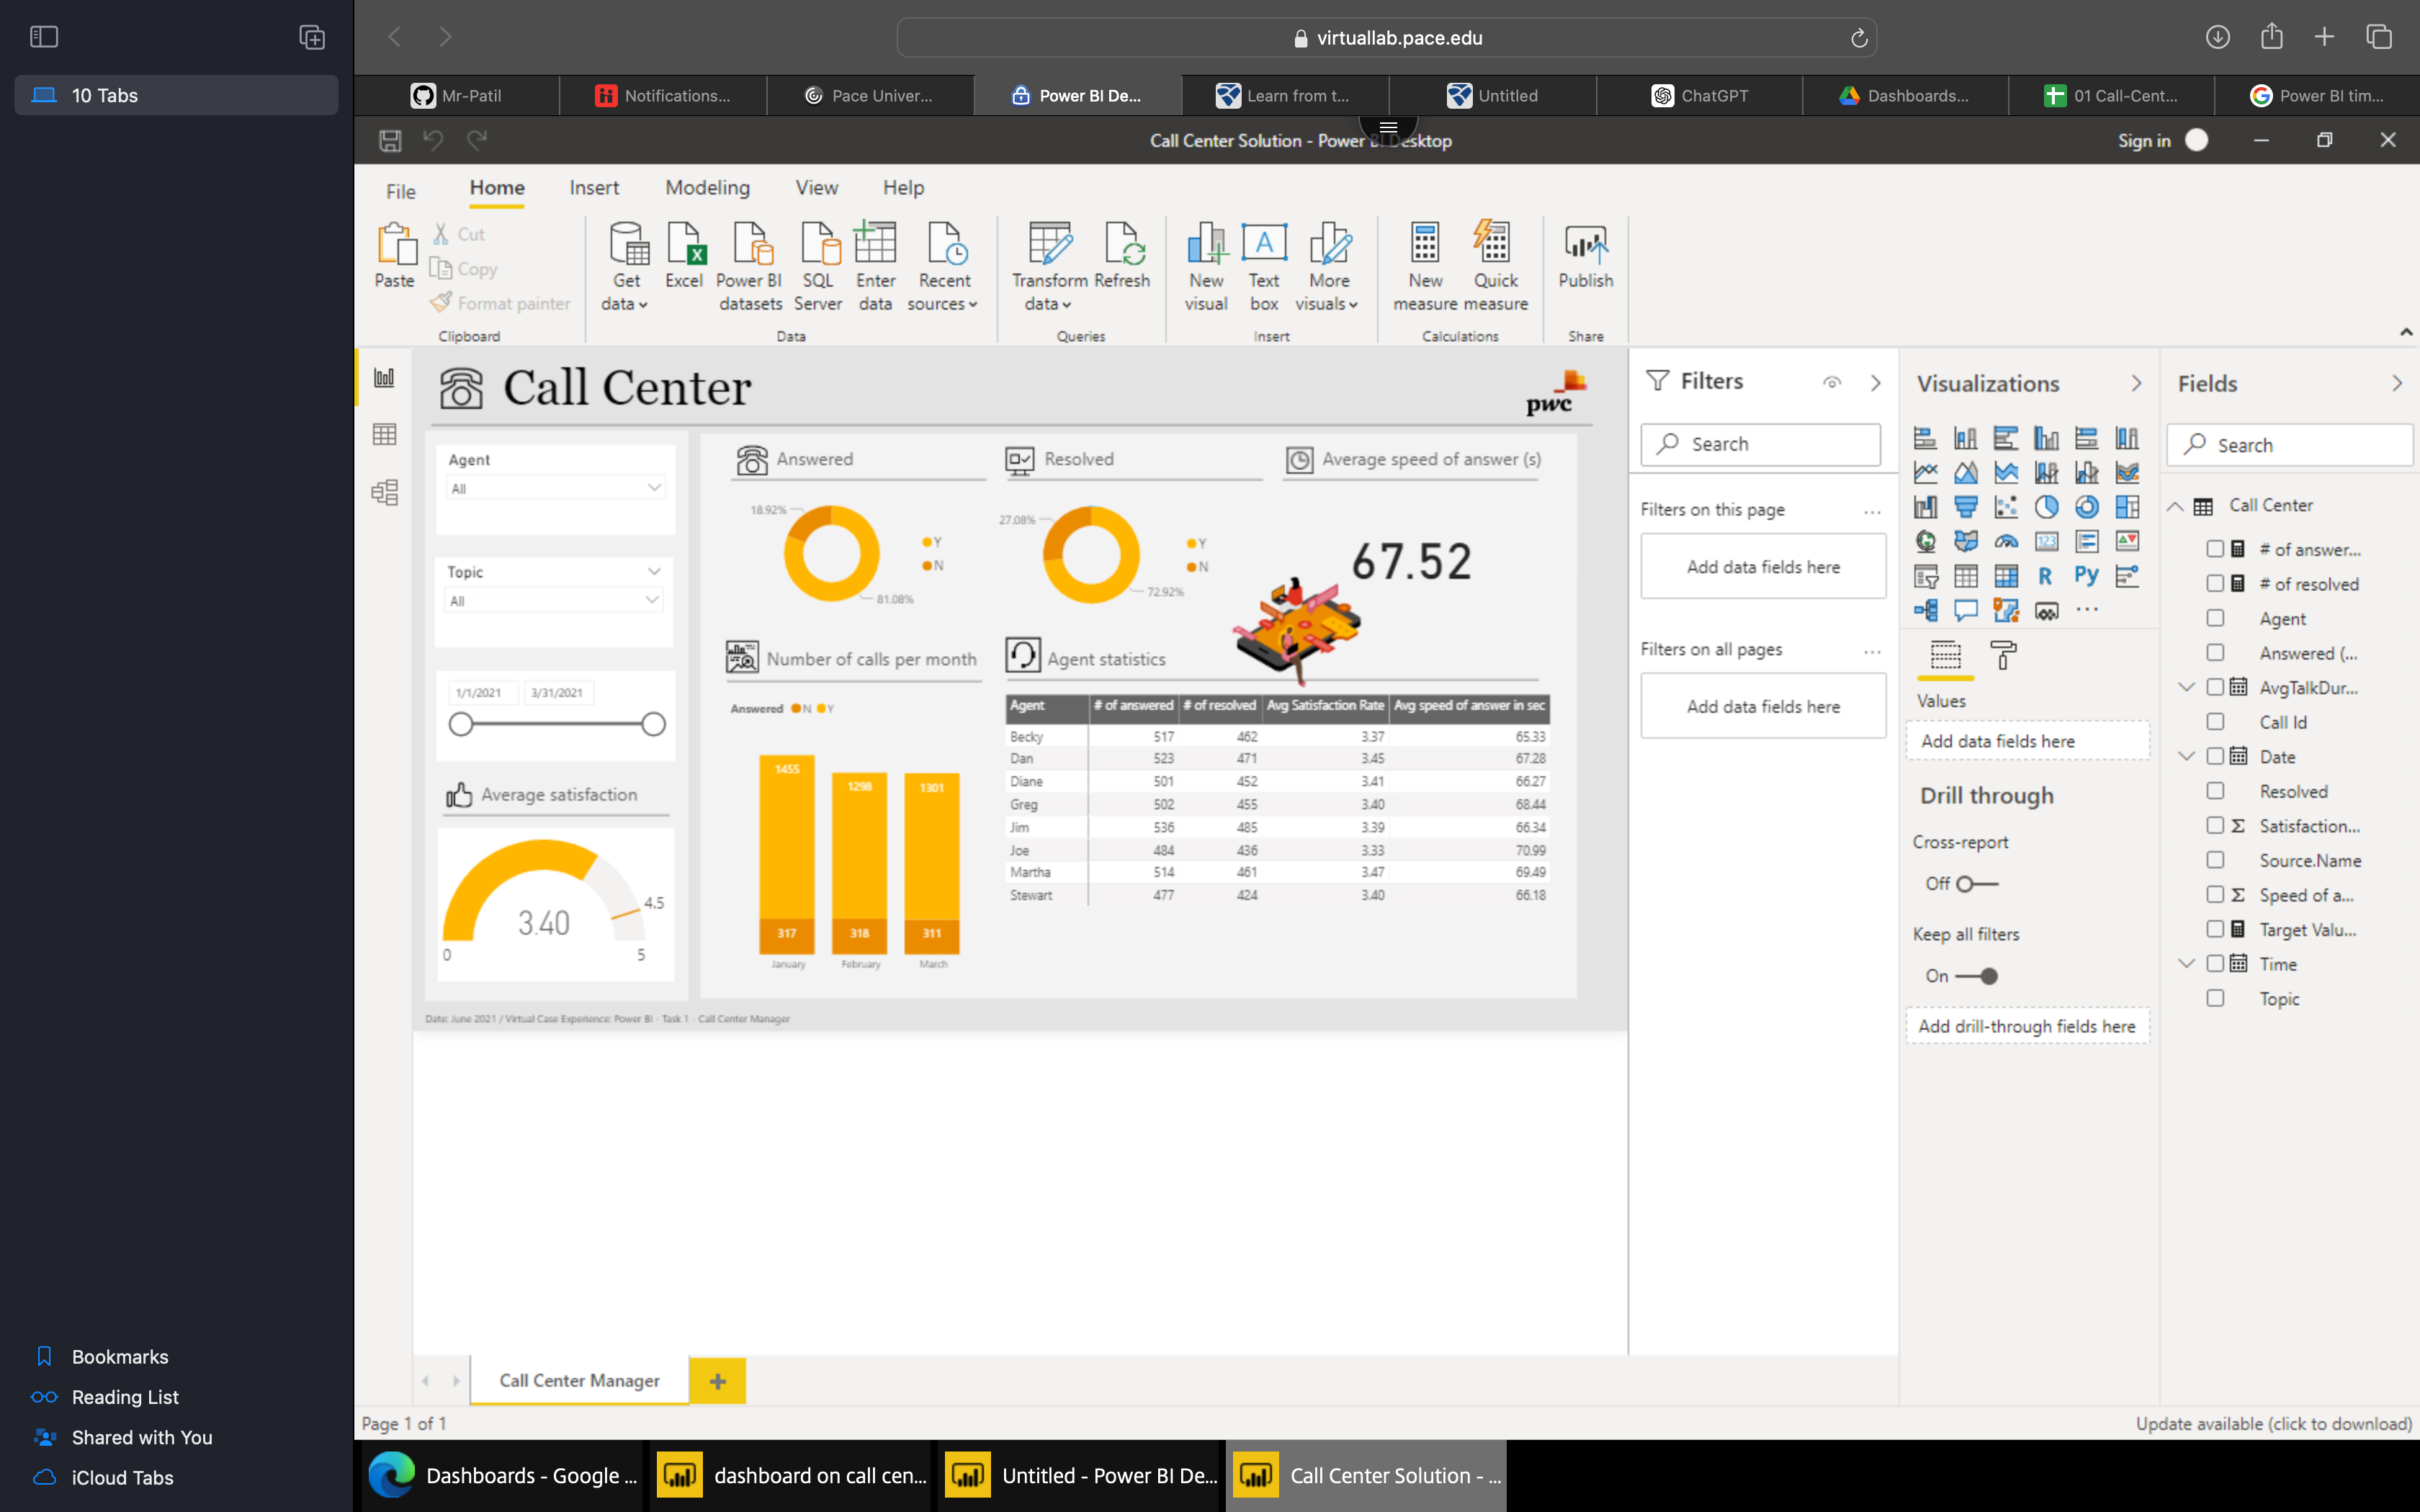 virtuallab.pace.edu
10 Tabs
Mr-Patil
Notifications...
Pace Univer...
Power BI De...
Learn from t...
Untitled
ChatGPT
Dashboards...
01 Call-Cent...
Power BI tim...
Call Center Solution - Power BI Desktop
Sign in
File
Home
Insert
Modeling
View
Help
Paste
Cut
Copy
Format painter
Clipboard
Get data
Excel
Power BI datasets
SQL Server
Enter data
Recent sources
Data
Transform data
Refresh
Queries
New visual
Text box
More visuals
Insert
New measure
Quick measure
Calculations
Publish
Share
Call Center
pwc
Agent
All
Topic
All
1/1/2021
3/31/2021
Average satisfaction
3.40
4.5
0
5
Answered
18.92%
81.08%
Y
N
Resolved
27.08%
72.92%
Y
N
Average speed of answer (s)
67.52
Number of calls per month
Answered N Y
1455
1298
1301
317
318
311
January
February
March
Agent statistics
Agent # of answered # of resolved Avg Satisfaction Rate Avg speed of answer in sec
Becky 517 462 3.37 65.33
Dan 523 471 3.45 67.28
Diane 501 452 3.41 66.27
Greg 502 455 3.40 68.44
Jim 536 485 3.39 66.34
Joe 484 436 3.33 70.99
Martha 514 461 3.47 69.49
Stewart 477 424 3.40 66.18
Date: June 2021 / Virtual Case Experience: Power BI - Task 1 - Call Center Manager
Filters
Search
Filters on this page
...
Add data fields here
Filters on all pages
...
Add data fields here
Visualizations
123
R
Py
...
Values
Add data fields here
Drill through
Cross-report
Off
Keep all filters
On
Add drill-through fields here
Fields
Search
Call Center
# of answer...
# of resolved
Agent
Answered (...
AvgTalkDur...
Call Id
Date
Resolved
Σ Satisfaction...
Source.Name
Σ Speed of a...
Target Valu...
Time
Topic
Bookmarks
Reading List
Shared with You
iCloud Tabs
Call Center Manager
+
Page 1 of 1
Update available (click to download)
Dashboards - Google ...
dashboard on call cen...
Untitled - Power BI De...
Call Center Solution - ...